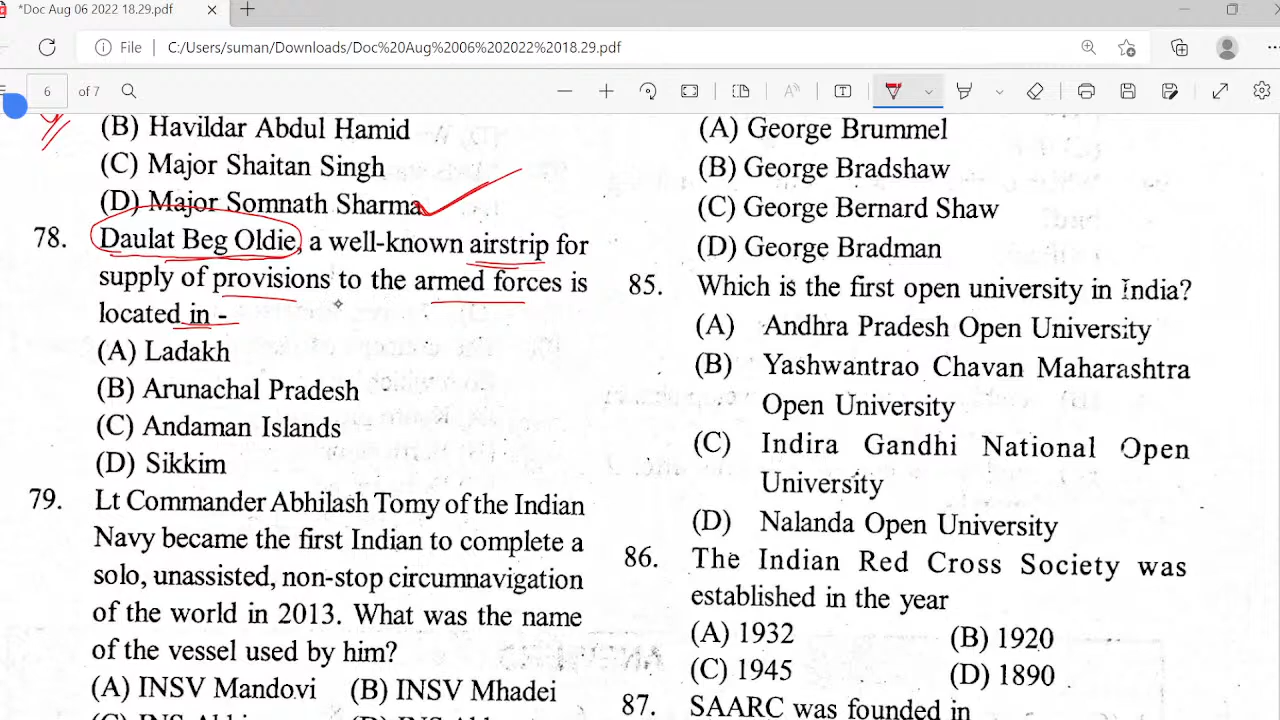 *Doc Aug 06 2022 18.29.pdf
File
C:/Users/suman/Downloads/Doc%20Aug%2006%202022%2018.29.pdf
6
of 7
(B) Havildar Abdul Hamid
(C) Major Shaitan Singh
(D) Major Somnath Sharma
78. Daulat Beg Oldie, a well-known airstrip for
supply of provisions to the armed forces is
located in -
(A) Ladakh
(B) Arunachal Pradesh
(C) Andaman Islands
(D) Sikkim
79. Lt Commander Abhilash Tomy of the Indian
Navy became the first Indian to complete a
solo, unassisted, non-stop circumnavigation
of the world in 2013. What was the name
of the vessel used by him?
(A) INSV Mandovi (B) INSV Mhadei
(A) George Brummel
(B) George Bradshaw
(C) George Bernard Shaw
(D) George Bradman
85. Which is the first open university in India?
(A) Andhra Pradesh Open University
(B) Yashwantrao Chavan Maharashtra
Open University
(C) Indira Gandhi National Open
University
(D) Nalanda Open University
86. The Indian Red Cross Society was
established in the year
(A) 1932 (B) 1920
(C) 1945 (D) 1890
87. SAARC was founded in